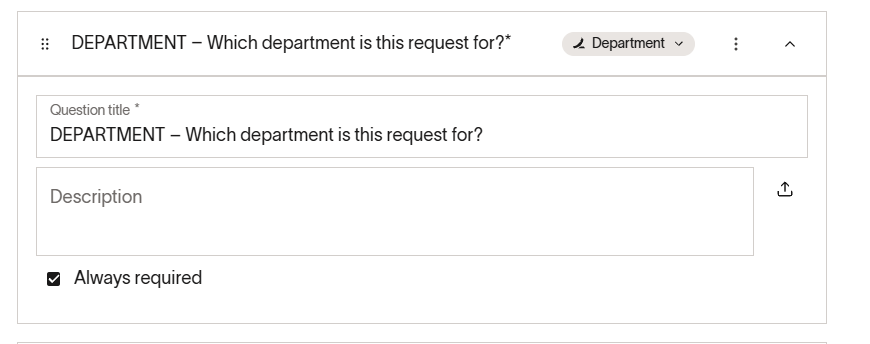 DEPARTMENT – Which department is this request for?*
Department
Question title *
DEPARTMENT – Which department is this request for?
Description
Always required